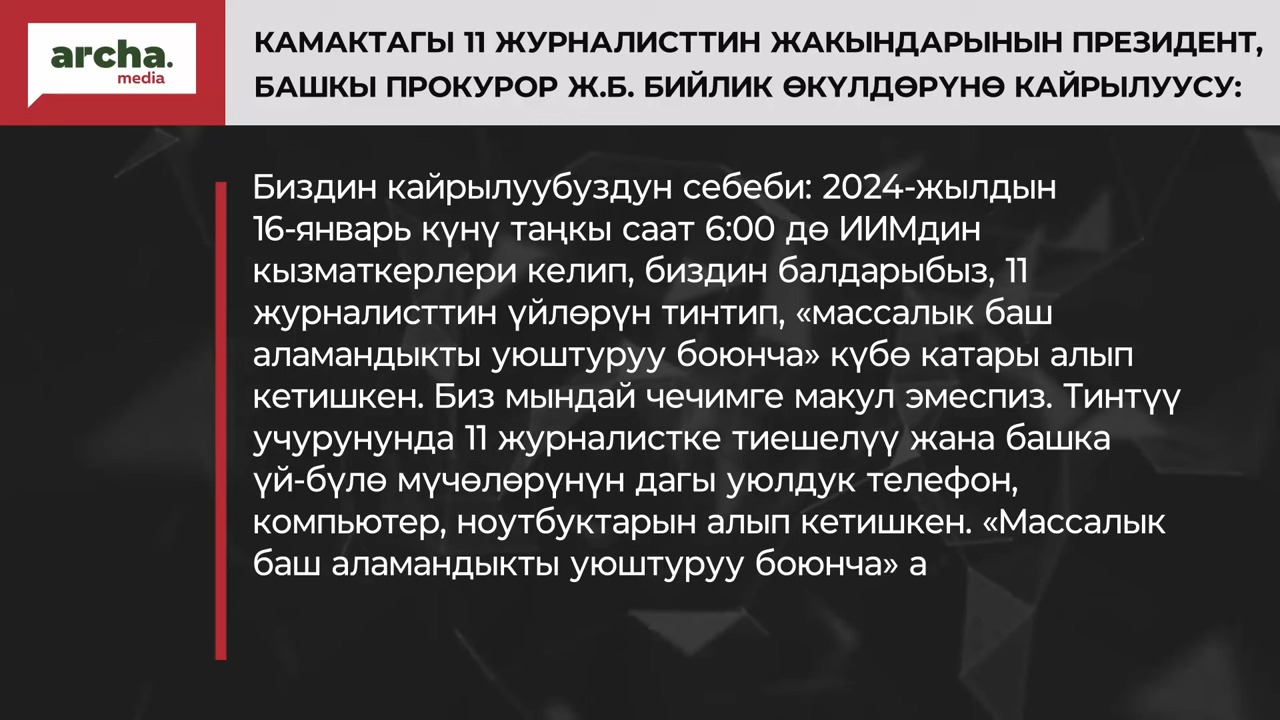 archa.
media
КАМАКТАГЫ 11 ЖУРНАЛИСТТИН ЖАКЫНДАРЫНЫН ПРЕЗИДЕНТ,
БАШКЫ ПРОКУРОР Ж.Б. БИЙЛИК ӨКҮЛДӨРҮНӨ КАЙРЫЛУУСУ:
Биздин кайрылуубуздун себеби: 2024-жылдын
16-январь күнү таңкы саат 6:00 дө ИИМдин
кызматкерлери келип, биздин балдарыбыз, 11
журналисттин үйлөрүн тинтип, «массалык баш
аламандыкты уюштуруу боюнча» күбө катары алып
кетишкен. Биз мындай чечимге макул эмеспиз. Тинтүү
учурунунда 11 журналистке тиешелүү жана башка
үй-бүлө мүчөлөрүнүн дагы уюлдук телефон,
компьютер, ноутбуктарын алып кетишкен. «Массалык
баш аламандыкты уюштуруу боюнча» а